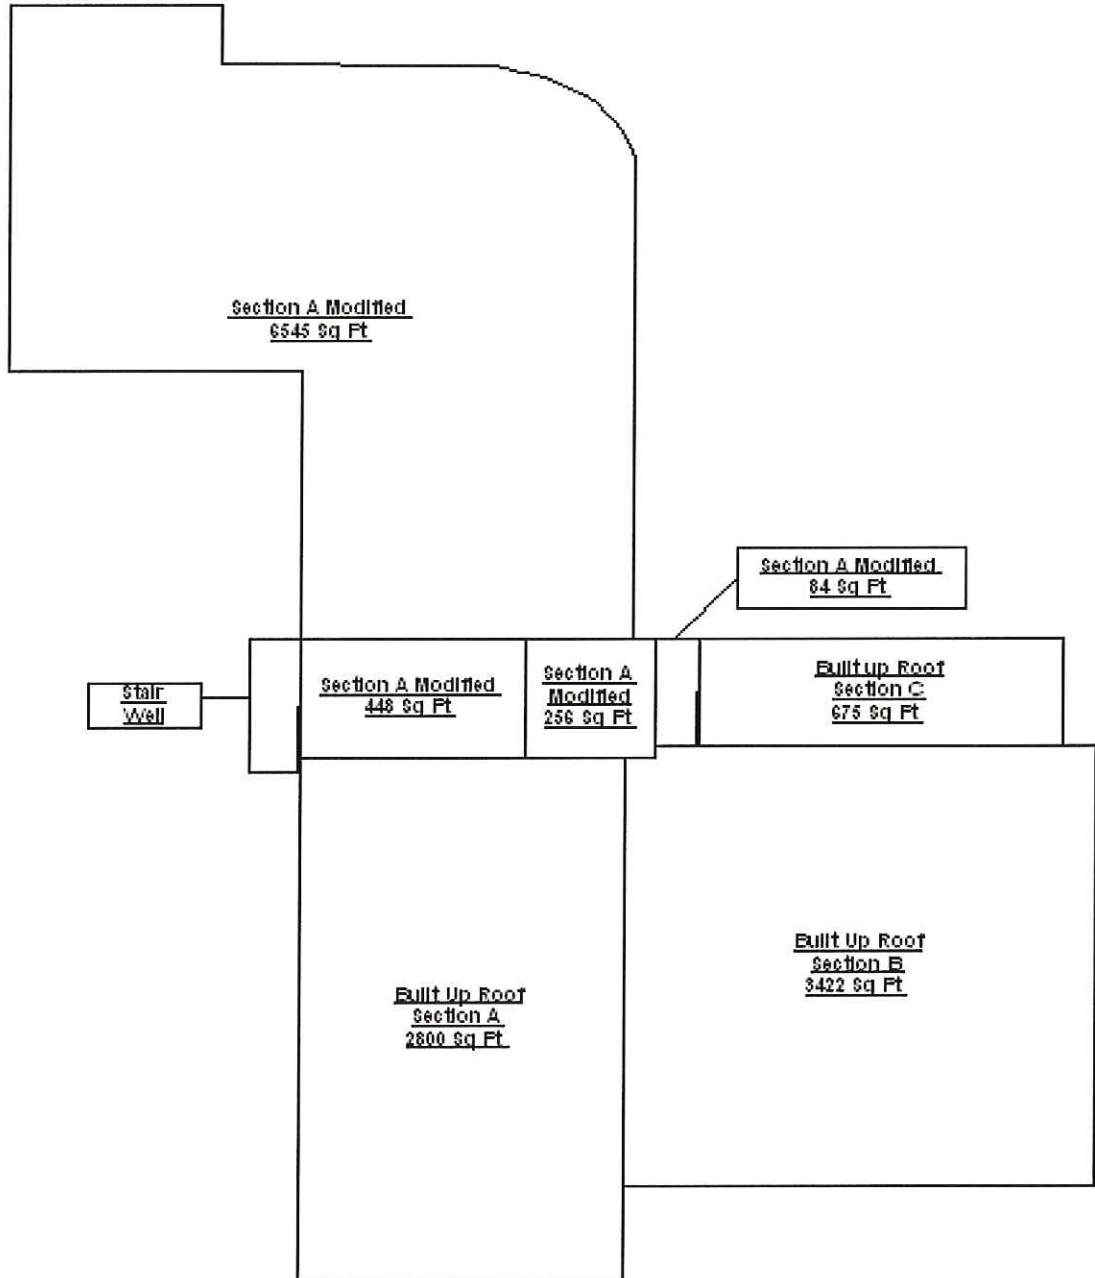 Section A Modified
6545 Sq Ft
Section A Modified
84 Sq Ft
Stair
Well
Section A Modified
448 Sq Ft
Section A
Modified
256 Sq Ft
Built up Roof
Section C
675 Sq Ft
Built Up Roof
Section B
3422 Sq Ft
Built Up Roof
Section A
2800 Sq Ft